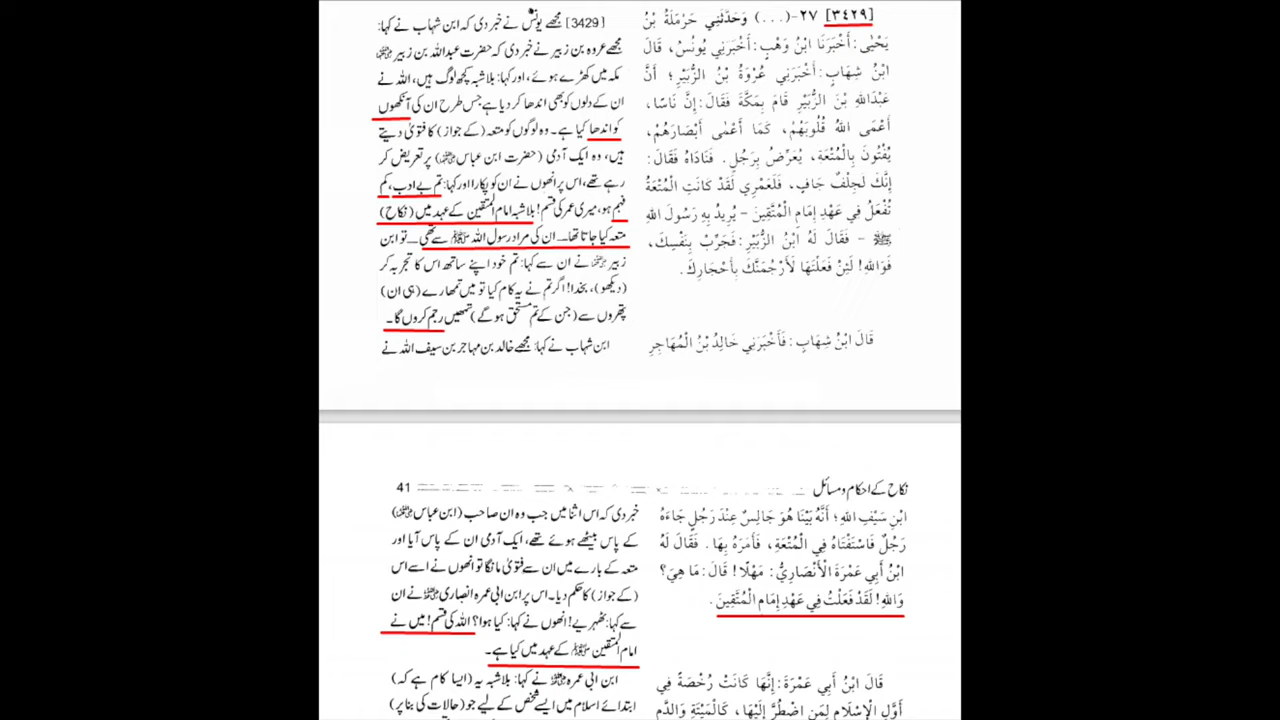 [٣٤٢٩] ٢٧-(...) وَحَدَّثَنِي حَرْمَلَةُ بْنُ
يَحْيٰى: أَخْبَرَنَا ابْنُ وَهْبٍ: أَخْبَرَنِي يُونُسُ، قَالَ
ابْنُ شِهَابٍ: أَخْبَرَنِي عُرْوَةُ بْنُ الزُّبَيْرِ؛ أَنَّ
عَبْدَاللهِ بْنَ الزُّبَيْرِ قَامَ بِمَكَّةَ فَقَالَ: إِنَّ نَاسًا،
أَعْمَى اللهُ قُلُوبَهُمْ، كَمَا أَعْمٰى أَبْصَارَهُمْ،
يُفْتُونَ بِالْمُتْعَةِ، يُعَرِّضُ بِرَجُلٍ. فَنَادَاهُ فَقَالَ:
إِنَّكَ لَجِلْفٌ جَافٍ، فَلَعَمْرِي لَقَدْ كَانَتِ الْمُتْعَةُ
تُفْعَلُ فِي عَهْدِ إِمَامِ الْمُتَّقِينَ - يُرِيدُ بِهِ رَسُولَ اللهِ
ﷺ - فَقَالَ لَهُ ابْنُ الزُّبَيْرِ: فَجَرِّبْ بِنَفْسِكَ،
فَوَاللهِ! لَئِنْ فَعَلْتَهَا لَأَرْجُمَنَّكَ بِأَحْجَارِكَ.
قَالَ ابْنُ شِهَابٍ: فَأَخْبَرَنِي خَالِدُ بْنُ الْمُهَاجِرِ
[3429] مجھے یونس نے خبر دی کہ ابن شہاب نے کہا:
مجھے عروہ بن زبیر نے خبر دی کہ حضرت عبداللہ بن زبیر ؓ
مکہ میں کھڑے ہوئے، اور کہا: بلاشبہ کچھ لوگ ہیں، اللہ نے
ان کے دلوں کو بھی اندھا کر دیا ہے جس طرح ان کی آنکھوں
کو اندھا کیا ہے۔ وہ لوگوں کو متعہ (کے جواز) کا فتویٰ دیتے
ہیں، وہ ایک آدمی (حضرت ابن عباس ؓ) پر تعریض کر
رہے تھے، اس پر انھوں نے ان کو پکارا اور کہا: تم بے ادب، کم
فہم ہو، میری عمر کی قسم! بلاشبہ امام المتقین کے عہد میں (نکاح)
متعہ کیا جاتا تھا۔ ان کی مراد رسول اللہ ﷺ سے تھی۔ تو ابن
زبیر ؓ نے ان سے کہا: تم خود اپنے ساتھ اس کا تجربہ کر
(دیکھو)، بخدا! اگر تم نے یہ کام کیا تو میں تمھارے (ہی ان)
پتھروں سے (جن کے تم مستحق ہو گے) تمھیں رجم کروں گا۔
ابن شہاب نے کہا: مجھے خالد بن مہاجر بن سیف اللہ نے
نکاح کے احکام و مسائل 41
ابْنِ سَيْفِ اللهِ؛ أَنَّهُ بَيْنَا هُوَ جَالِسٌ عِنْدَ رَجُلٍ جَاءَهُ
رَجُلٌ فَاسْتَفْتَاهُ فِي الْمُتْعَةِ، فَأَمَرَهُ بِهَا. فَقَالَ لَهُ
ابْنُ أَبِي عَمْرَةَ الْأَنْصَارِيُّ: مَهْلًا! قَالَ: مَا هِيَ؟
وَاللهِ! لَقَدْ فَعَلْتُ فِي عَهْدِ إِمَامِ الْمُتَّقِينَ.
قَالَ ابْنُ أَبِي عَمْرَةَ: إِنَّهَا كَانَتْ رُخْصَةً فِي
أَوَّلِ الْإِسْلَامِ لِمَنِ اضْطُرَّ إِلَيْهَا، كَالْمَيْتَةِ وَالدَّمِ
خبر دی کہ اس اثنا میں جب وہ ان صاحب (ابن عباس ؓ)
کے پاس بیٹھے ہوئے تھے، ایک آدمی ان کے پاس آیا اور
متعہ کے بارے میں ان سے فتویٰ مانگا تو انھوں نے اسے اس
(کے جواز) کا حکم دیا۔ اس پر ابن ابی عمرہ انصاری ؓ نے ان
سے کہا: ٹھہریے! انھوں نے کہا: کیا ہوا؟ اللہ کی قسم! میں نے
امام المتقین ﷺ کے عہد میں کیا ہے۔
ابن ابی عمرہ ؓ نے کہا: بلاشبہ یہ (ایسا کام ہے کہ)
ابتدائے اسلام میں ایسے شخص کے لیے جو (حالات کی بنا پر)